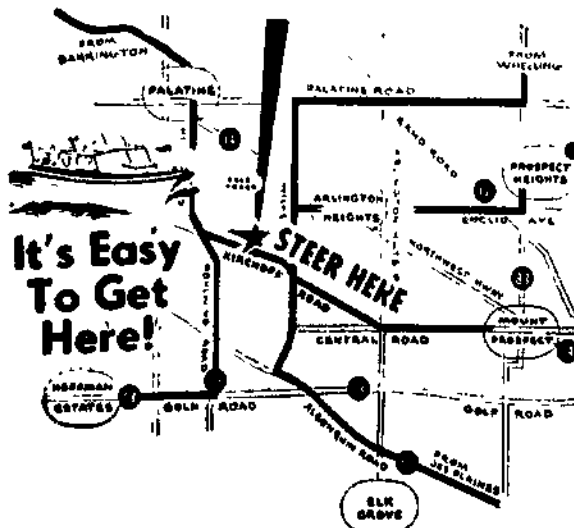 FROM
BARRINGTON
PALATINE
FROM
WHEELING
PALATINE ROAD
RAND ROAD
PROSPECT
HEIGHTS
ARLINGTON
HEIGHTS
EUCLID AVE
NORTHWEST HWY
STEER HERE
It's Easy
To Get
Here!
KIRCHOFF
ROAD
MOUNT
PROSPECT
CENTRAL ROAD
HOFFMAN
ESTATES
GOLF ROAD
GOLF ROAD
ALGONQUIN ROAD
FROM
DES PLAINES
ELK
GROVE